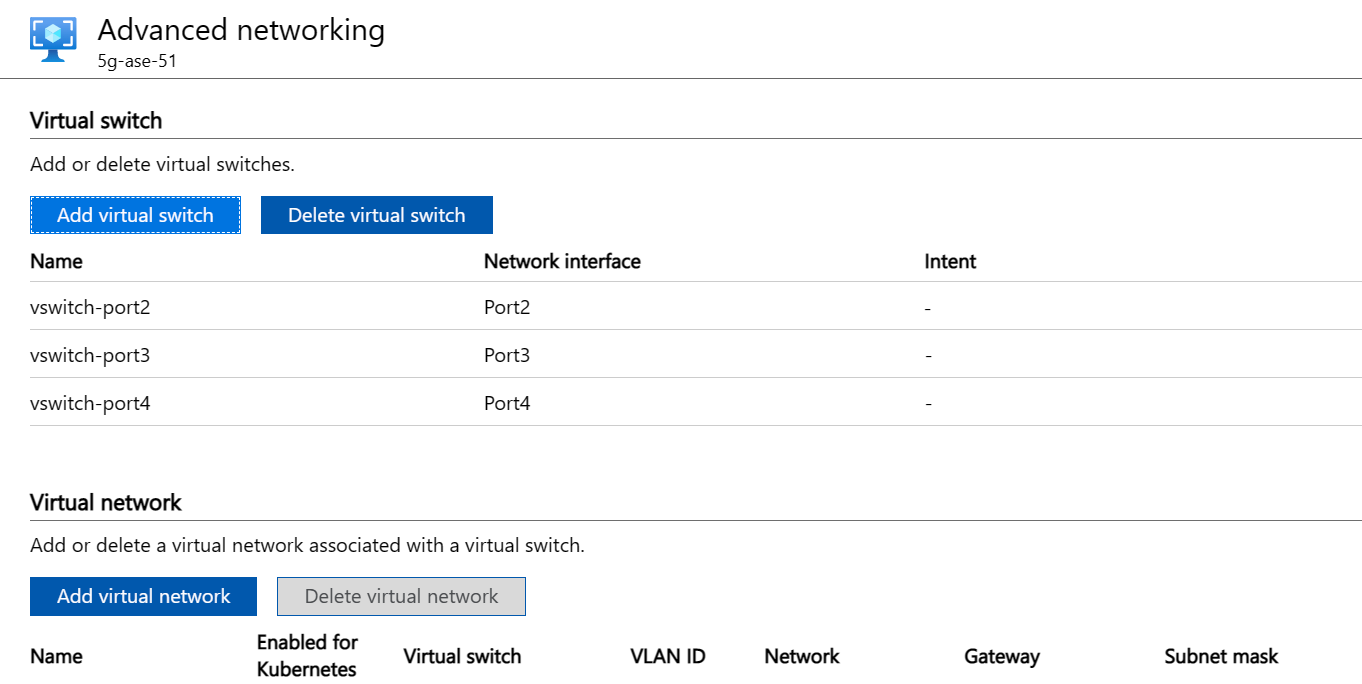 Advanced networking
5g-ase-51
Virtual switch
Add or delete virtual switches.
Add virtual switch Delete virtual switch
Name Network interface Intent
vswitch-port2 Port2 -
vswitch-port3 Port3 -
vswitch-port4 Port4 -
Virtual network
Add or delete a virtual network associated with a virtual switch.
Add virtual network Delete virtual network
Name Enabled for Kubernetes Virtual switch VLAN ID Network Gateway Subnet mask